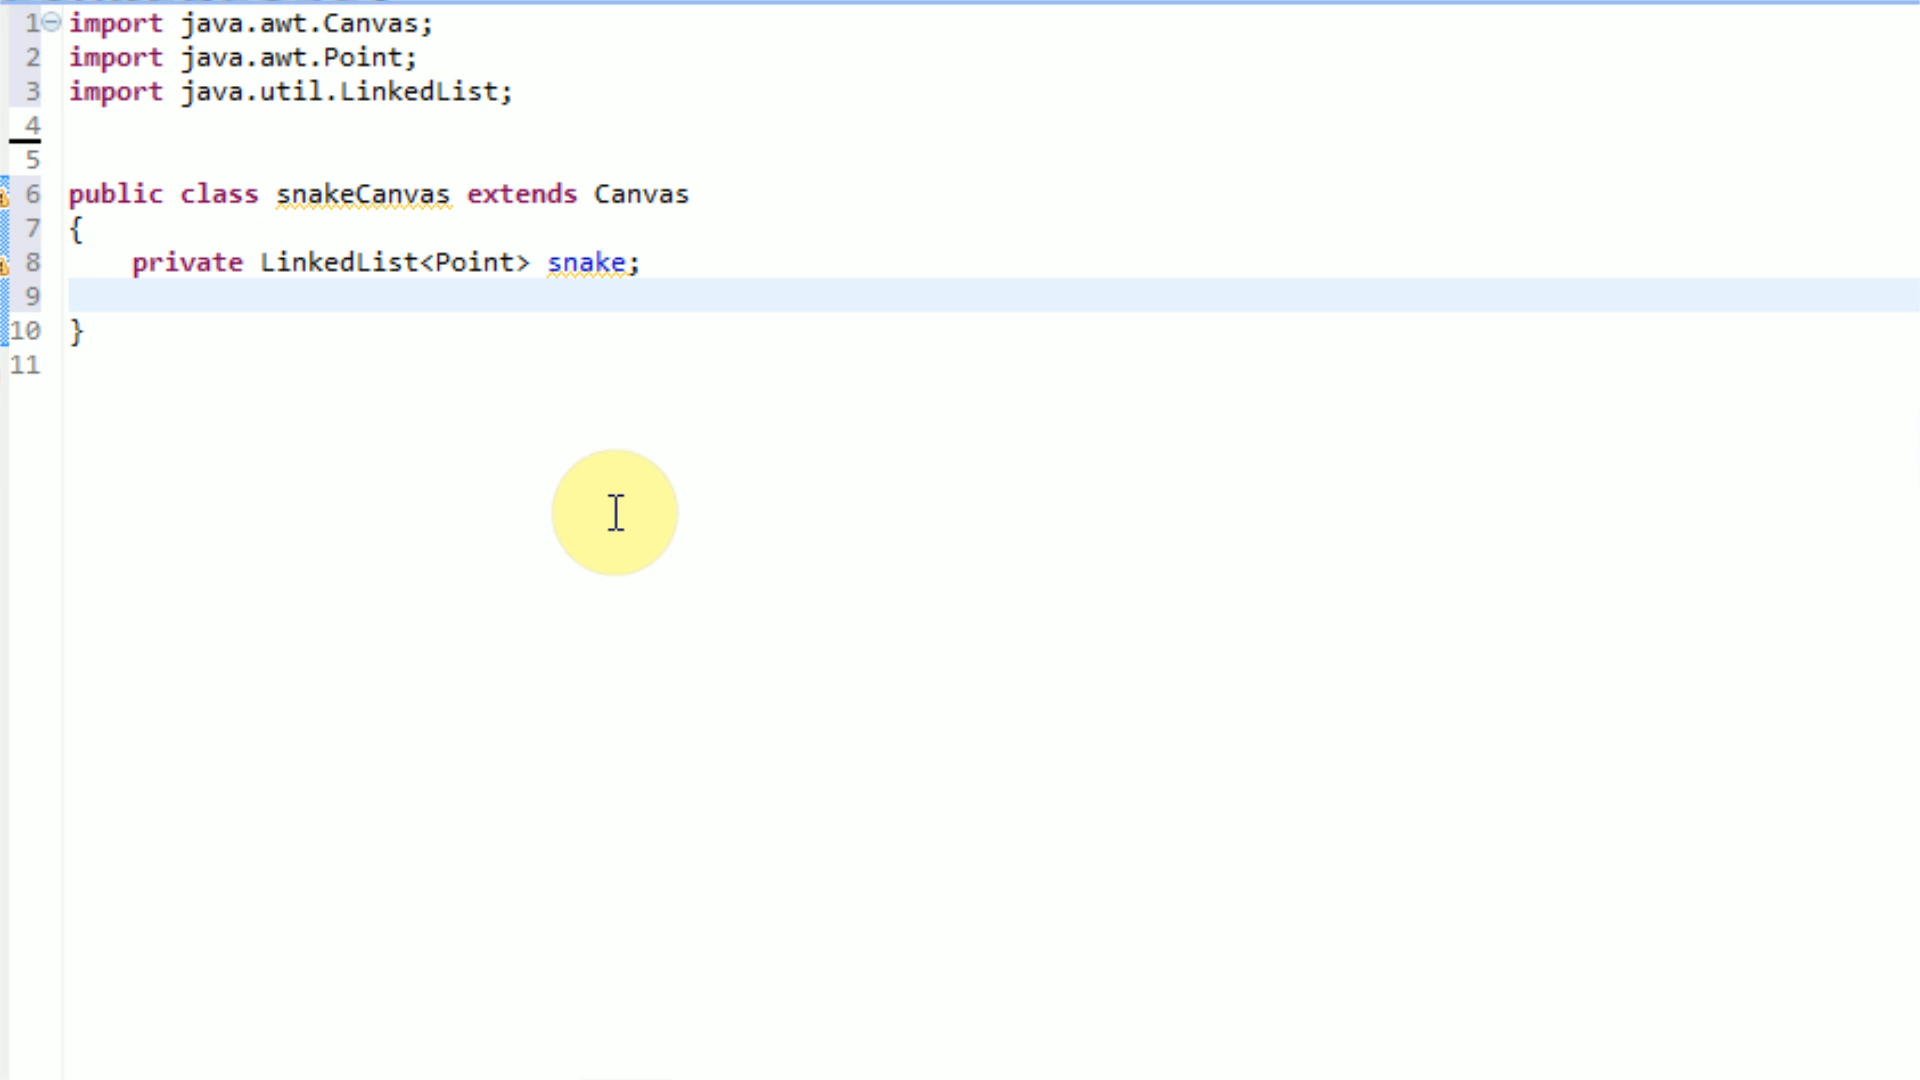 1 import java.awt.Canvas;
2 import java.awt.Point;
3 import java.util.LinkedList;
4
5
6 public class snakeCanvas extends Canvas
7 {
8     private LinkedList<Point> snake;
9
10 }
11